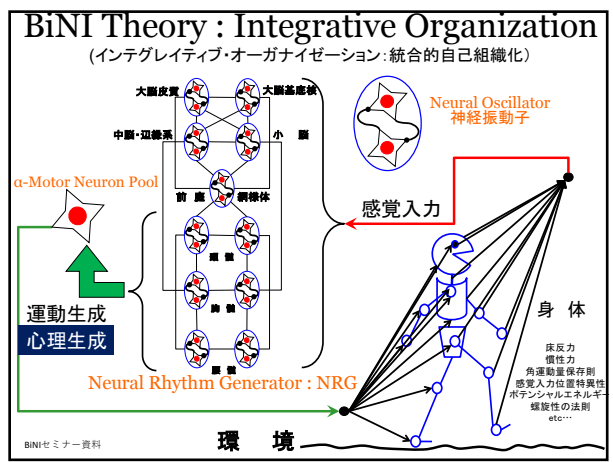 BiNI Theory : Integrative Organization
(インテグレイティブ・オーガナイゼーション：統合的自己組織化)
大脳皮質
大脳基底核
Neural Oscillator
神経振動子
中脳・辺縁系
小 脳
α-Motor Neuron Pool
前 庭
網様体
感覚入力
頚 髄
運動生成
心理生成
胸 髄
身 体
床反力
慣性力
角運動量保存則
感覚入力位置特異性
ポテンシャルエネルギー
螺旋性の法則
etc…
腰 髄
Neural Rhythm Generator : NRG
BiNIセミナー資料
環 境